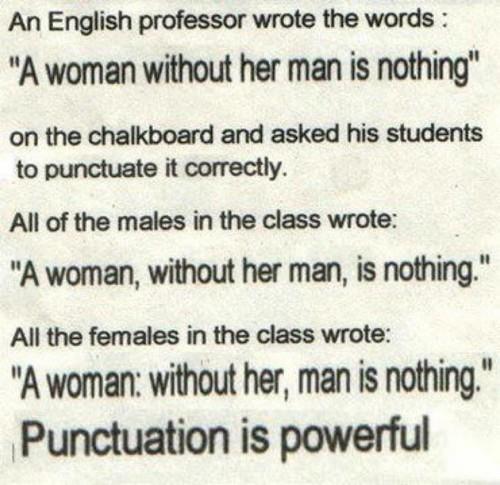 An English professor wrote the words :
"A woman without her man is nothing"
on the chalkboard and asked his students
to punctuate it correctly.
All of the males in the class wrote:
"A woman, without her man, is nothing."
All the females in the class wrote:
"A woman: without her, man is nothing."
Punctuation is powerful